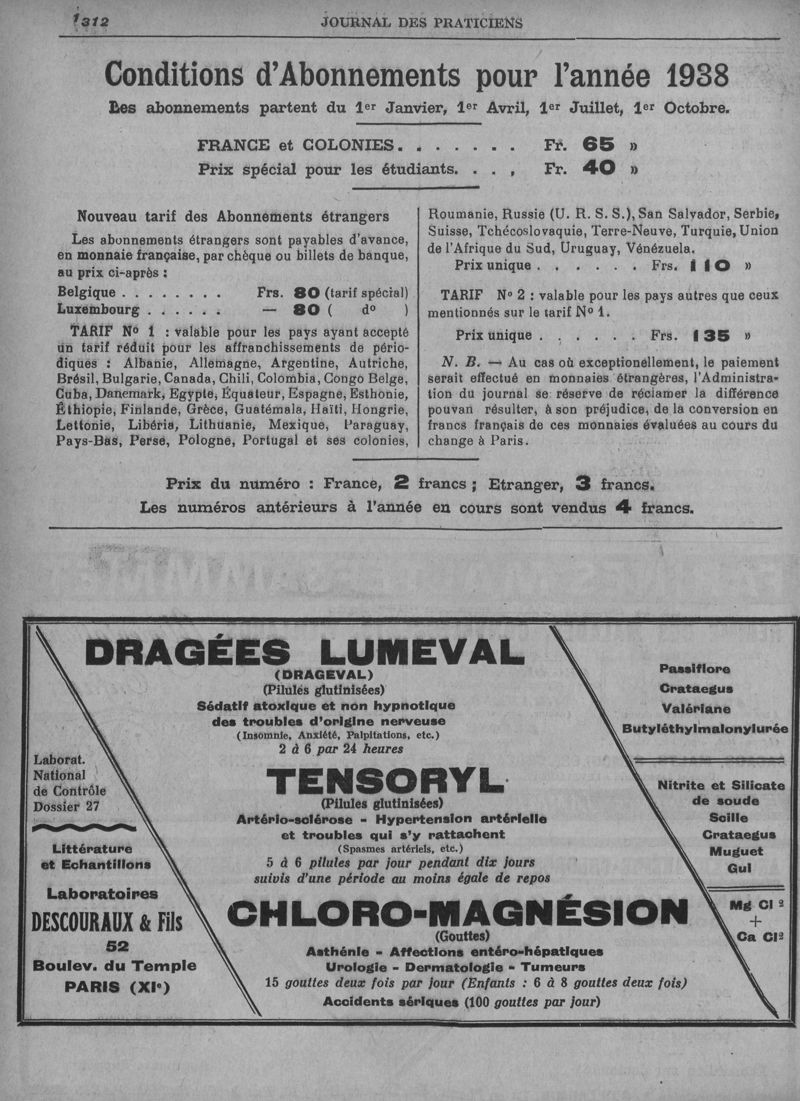 1312 JOURNAL DES PRATICIENS
Conditions d'Abonnements pour l'année 1938
Les abonnements partent du 1er Janvier, 1er Avril, 1er Juillet, 1er Octobre.
FRANCE et COLONIES. . . . . . . Fr. 65 »
Prix spécial pour les étudiants. . . , Fr. 40 »
Nouveau tarif des Abonnements étrangers
Les abonnements étrangers sont payables d'avance,
en monnaie française, par chèque ou billets de banque,
au prix ci-après :
Belgique . . . . . . . . Frs. 80 (tarif spécial)
Luxembourg . . . . . . — 80 ( do )
TARIF No 1 : valable pour les pays ayant accepté
un tarif réduit pour les affranchissements de pério-
diques : Albanie, Allemagne, Argentine, Autriche,
Brésil, Bulgarie, Canada, Chili, Colombia, Congo Belge,
Cuba, Danemark, Egypte, Équateur, Espagne, Esthonie,
Éthiopie, Finlande, Grèce, Guatémala, Haïti, Hongrie,
Lettonie, Libéria, Lithuanie, Mexique, Paraguay,
Pays-Bas, Perse, Pologne, Portugal et ses colonies,
Roumanie, Russie (U. R. S. S.), San Salvador, Serbie,
Suisse, Tchécoslovaquie, Terre-Neuve, Turquie, Union
de l'Afrique du Sud, Uruguay, Vénézuela.
Prix unique . . . . . . Frs. 110 »
TARIF No 2 : valable pour les pays autres que ceux
mentionnés sur le tarif No 1.
Prix unique . . . . . . Frs. 135 »
N. B. — Au cas où exceptionellement, le paiement
serait effectué en monnaies étrangères, l'Administra-
tion du journal se réserve de réclamer la différence
pouvan résulter, à son préjudice, de la conversion en
francs français de ces monnaies évaluées au cours du
change à Paris.
Prix du numéro : France, 2 francs ; Etranger, 3 francs.
Les numéros antérieurs à l'année en cours sont vendus 4 francs.
DRAGÉES LUMEVAL
(DRAGEVAL)
(Pilules glutinisées)
Sédatif atoxique et non hypnotique
des troubles d'origine nerveuse
(Insomnie, Anxiété, Palpitations, etc.)
2 à 6 par 24 heures
Passiflore
Crataegus
Valériane
Butyléthylmalonylurée
Laborat.
National
de Contrôle
Dossier 27
TENSORYL
(Pilules glutinisées)
Artério-sclérose - Hypertension artérielle
et troubles qui s'y rattachent
(Spasmes artériels, etc.)
5 à 6 pilules par jour pendant dix jours
suivis d'une période au moins égale de repos
Nitrite et Silicate
de soude
Scille
Crataegus
Muguet
Gui
Littérature
et Echantillons
Laboratoires
DESCOURAUX & Fils
52
Boulev. du Temple
PARIS (XIe)
CHLORO-MAGNÉSION
(Gouttes)
Asthénie - Affections entéro-hépatiques
Urologie - Dermatologie - Tumeurs
15 gouttes deux fois par jour (Enfants : 6 à 8 gouttes deux fois)
Accidents sériques (100 gouttes par jour)
Mg Cl 2
+
Ca Cl2